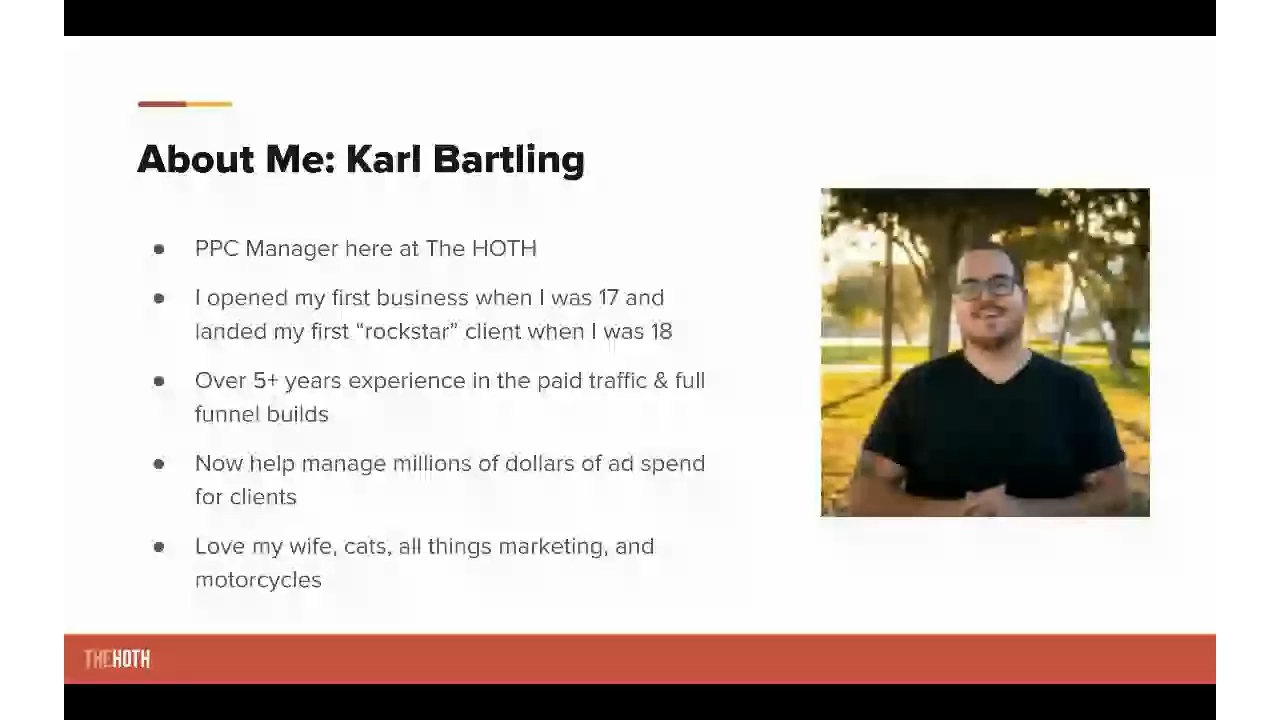 About Me: Karl Bartling
● PPC Manager here at The HOTH
● I opened my first business when I was 17 and
landed my first “rockstar” client when I was 18
● Over 5+ years experience in the paid traffic & full
funnel builds
● Now help manage millions of dollars of ad spend
for clients
● Love my wife, cats, all things marketing, and
motorcycles
THEHOTH